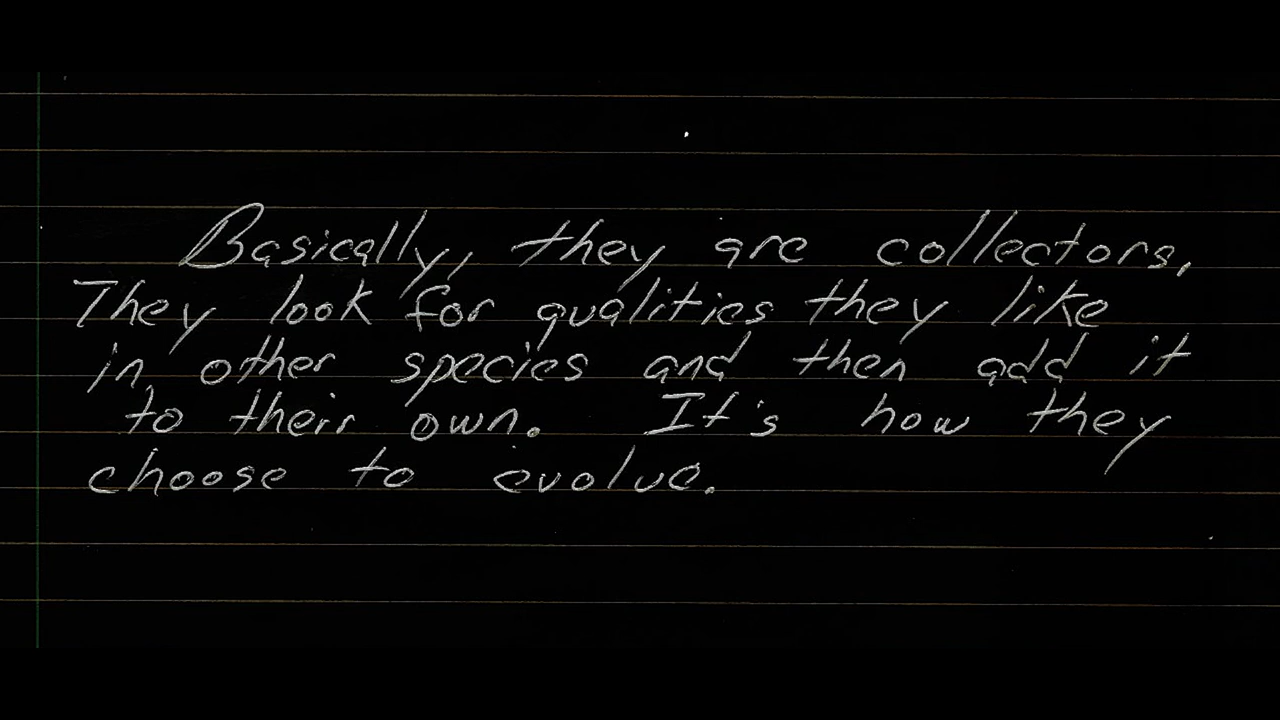 Basically, they are collectors,
They look for qualities they like
in other species and then add it
to their own. It's how they
choose to evolve.